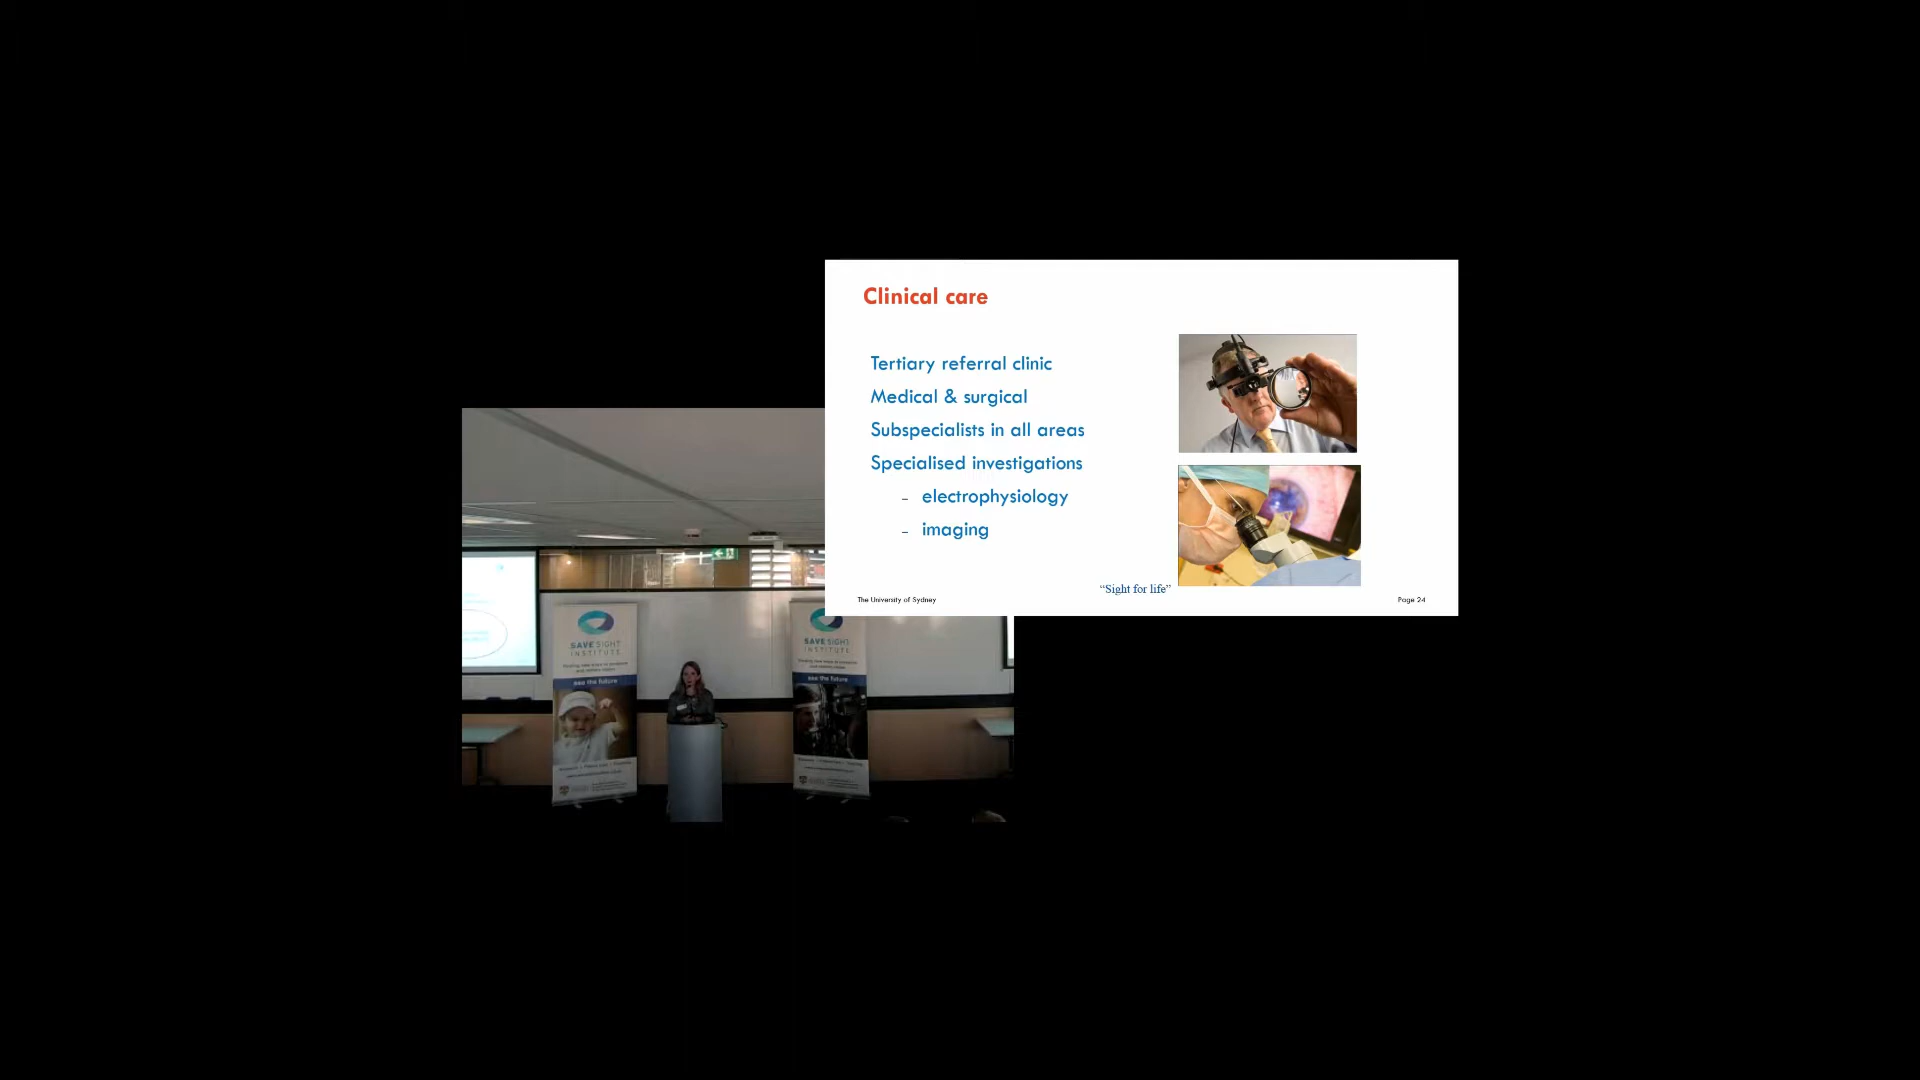 Clinical care
Tertiary referral clinic
Medical & surgical
Subspecialists in all areas
Specialised investigations
– electrophysiology
– imaging
“Sight for life”
The University of Sydney
Page 24
SAVE SIGHT
INSTITUTE
see the future
SAVE SIGHT
INSTITUTE
see the future